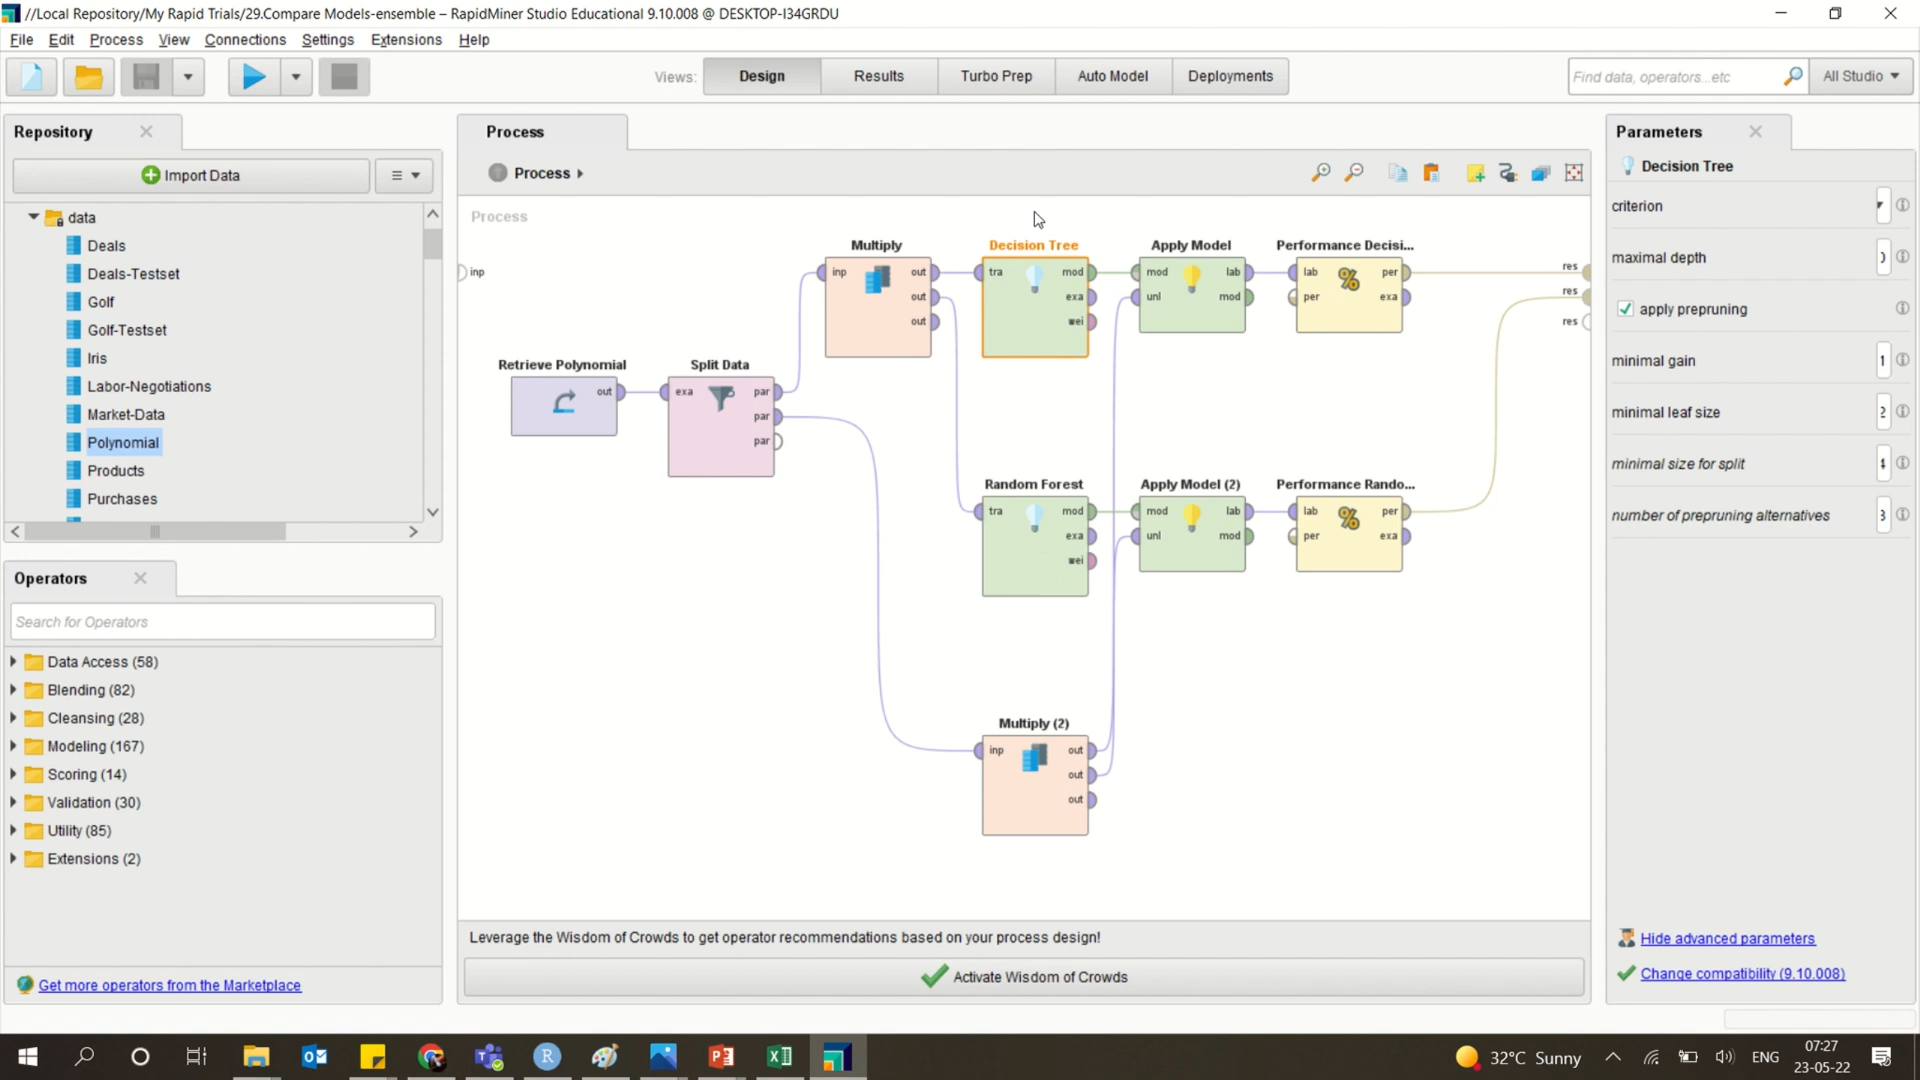 //Local Repository/My Rapid Trials/29.Compare Models-ensemble – RapidMiner Studio Educational 9.10.008 @ DESKTOP-I34GRDU
File Edit Process View Connections Settings Extensions Help
Views: Design Results Turbo Prep Auto Model Deployments
Find data, operators...etc
All Studio
Repository
Import Data
data
Deals
Deals-Testset
Golf
Golf-Testset
Iris
Labor-Negotiations
Market-Data
Polynomial
Products
Purchases
Operators
Search for Operators
Data Access (58)
Blending (82)
Cleansing (28)
Modeling (167)
Scoring (14)
Validation (30)
Utility (85)
Extensions (2)
Get more operators from the Marketplace
Process
Process
Process
inp
Retrieve Polynomial
out
Split Data
exa par
par
par
Multiply
inp out
out
out
Decision Tree
tra mod
exa
wei
Apply Model
mod lab
unl mod
Performance Decisi...
lab per
per exa
res
res
res
Random Forest
tra mod
exa
wei
Apply Model (2)
mod lab
unl mod
Performance Rando...
lab per
per exa
Multiply (2)
inp out
out
out
Leverage the Wisdom of Crowds to get operator recommendations based on your process design!
Activate Wisdom of Crowds
Parameters
Decision Tree
criterion
maximal depth
apply prepruning
minimal gain
minimal leaf size 2
minimal size for split
number of prepruning alternatives 3
Hide advanced parameters
Change compatibility (9.10.008)
32°C Sunny
ENG
07:27
23-05-22